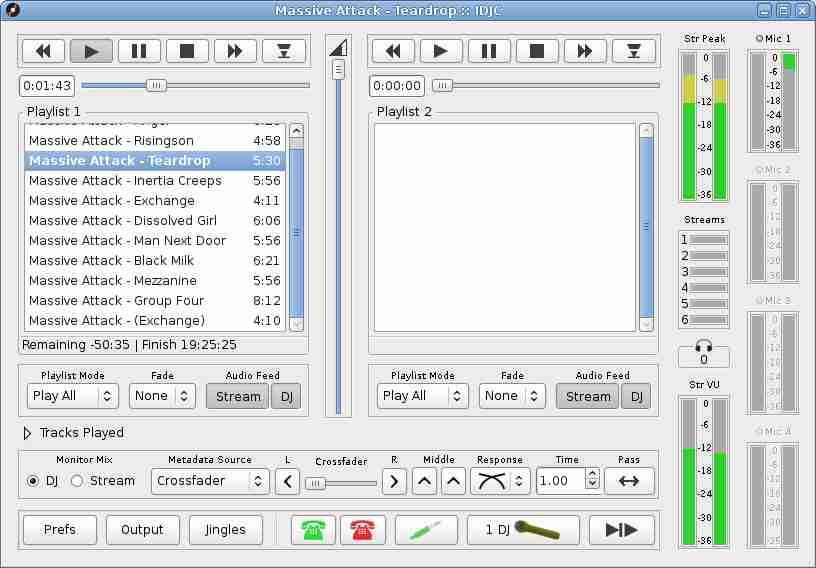 Massive Attack - Teardrop :: IDJC
0:01:43
0:00:00
Playlist 1
Massive Attack - Risingson 4:58
Massive Attack - Teardrop 5:30
Massive Attack - Inertia Creeps 5:56
Massive Attack - Exchange 4:11
Massive Attack - Dissolved Girl 6:06
Massive Attack - Man Next Door 5:56
Massive Attack - Black Milk 6:21
Massive Attack - Mezzanine 5:56
Massive Attack - Group Four 8:12
Massive Attack - (Exchange) 4:10
Remaining -50:35 | Finish 19:25:25
Playlist 2
Playlist Mode Fade Audio Feed
Play All None Stream DJ
Playlist Mode Fade Audio Feed
Play All None Stream DJ
Tracks Played
Monitor Mix Metadata Source L Crossfader R Middle Response Time Pass
DJ Stream Crossfader 1.00
Prefs Output Jingles 1 DJ
Str Peak
0
-6
-12
-18
-24
-30
-36
Streams
1
2
3
4
5
6
0
Str VU
0
-6
-12
-18
-24
-30
-36
Mic 1
0
-6
-12
-18
-24
-30
-36
Mic 2
0
-6
-12
-18
-24
-30
-36
Mic 3
0
-6
-12
-18
-24
-30
-36
Mic 4
0
-6
-12
-18
-24
-30
-36